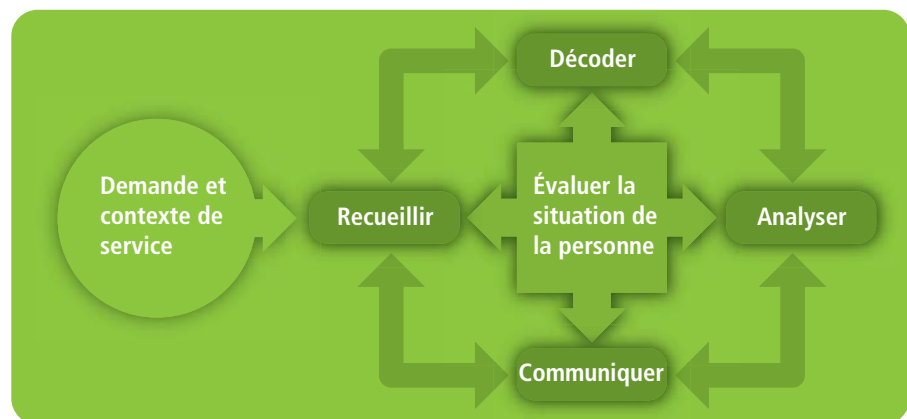 Décoder
Demande et
contexte de
service
Recueillir
Évaluer la
situation de
la personne
Analyser
Communiquer